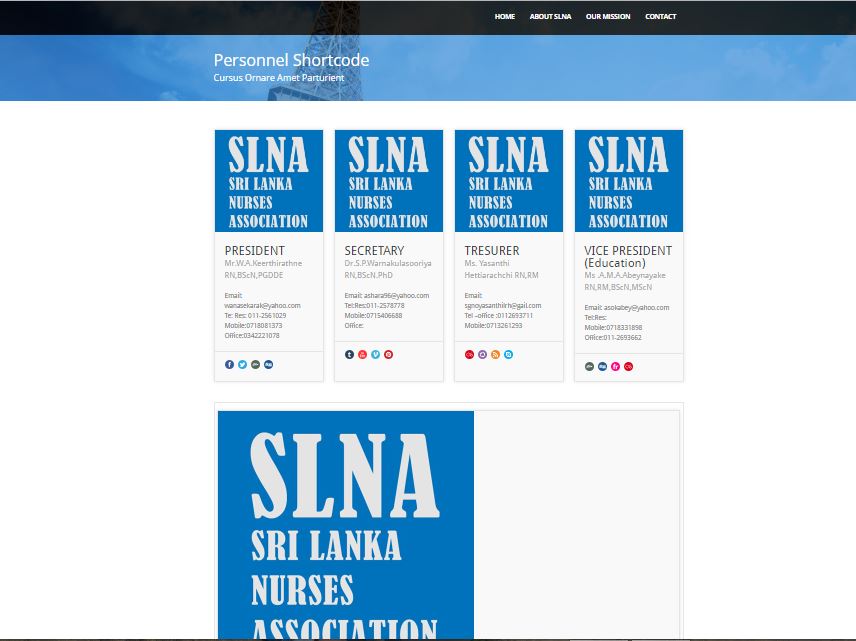 HOME ABOUT SLNA OUR MISSION CONTACT
Personnel Shortcode
Cursus Ornare Amet Parturient
SLNA
SRI LANKA
NURSES
ASSOCIATION
PRESIDENT
Mr.W.A.Keerthirathne
RN,BScN,PGDDE
Email:
wanasekarak@yahoo.com
Te: Res: 011-2561029
Mobile:0718081373
Office:0342221078
SLNA
SRI LANKA
NURSES
ASSOCIATION
SECRETARY
Dr.S.P.Warnakulasooriya
RN,BScN.PhD
Email: ashara96@yahoo.com
Tel:Res:011-2578778
Mobile:0715406688
Office:
SLNA
SRI LANKA
NURSES
ASSOCIATION
TRESURER
Ms. Yasanthi
Hettiarachchi RN,RM
Email:
sgnoyasanthilrh@gail.com
Tel –office :0112693711
Mobile:0713261293
SLNA
SRI LANKA
NURSES
ASSOCIATION
VICE PRESIDENT
(Education)
Ms .A.M.A.Abeynayake
RN,RM,BScN,MScN
Email: asokabey@yahoo.com
Tel:Res:
Mobile:0718331898
Office:011-2693662
SLNA
SRI LANKA
NURSES
ASSOCIATION